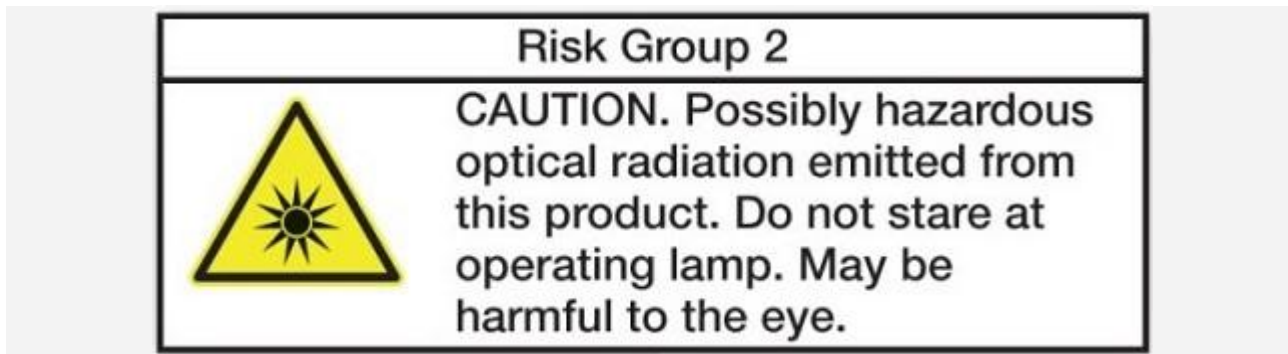 Risk Group 2
CAUTION. Possibly hazardous
optical radiation emitted from
this product. Do not stare at
operating lamp. May be
harmful to the eye.